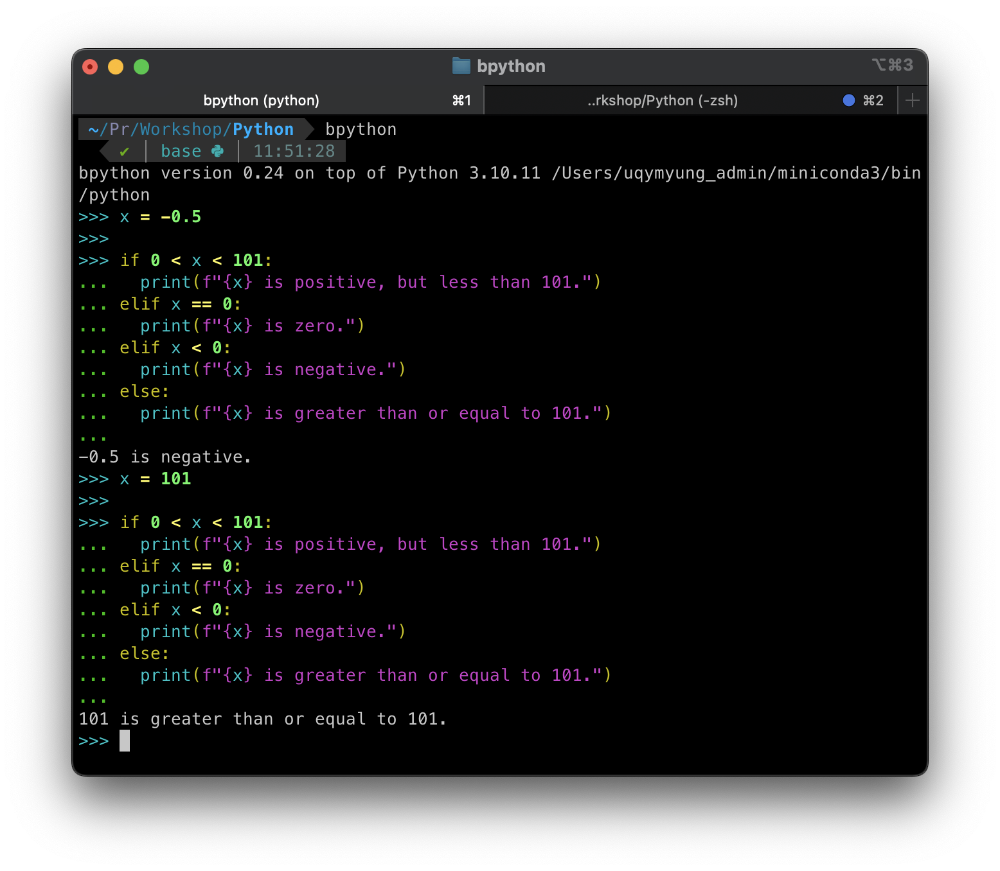 bpython
⌥⌘3
bpython (python) ⌘1
..rkshop/Python (-zsh) ⌘2
~/Pr/Workshop/Python bpython
✔ base 11:51:28
bpython version 0.24 on top of Python 3.10.11 /Users/uqymyung_admin/miniconda3/bin
/python
>>> x = -0.5
>>>
>>> if 0 < x < 101:
...   print(f"{x} is positive, but less than 101.")
... elif x == 0:
...   print(f"{x} is zero.")
... elif x < 0:
...   print(f"{x} is negative.")
... else:
...   print(f"{x} is greater than or equal to 101.")
...
-0.5 is negative.
>>> x = 101
>>>
>>> if 0 < x < 101:
...   print(f"{x} is positive, but less than 101.")
... elif x == 0:
...   print(f"{x} is zero.")
... elif x < 0:
...   print(f"{x} is negative.")
... else:
...   print(f"{x} is greater than or equal to 101.")
...
101 is greater than or equal to 101.
>>>